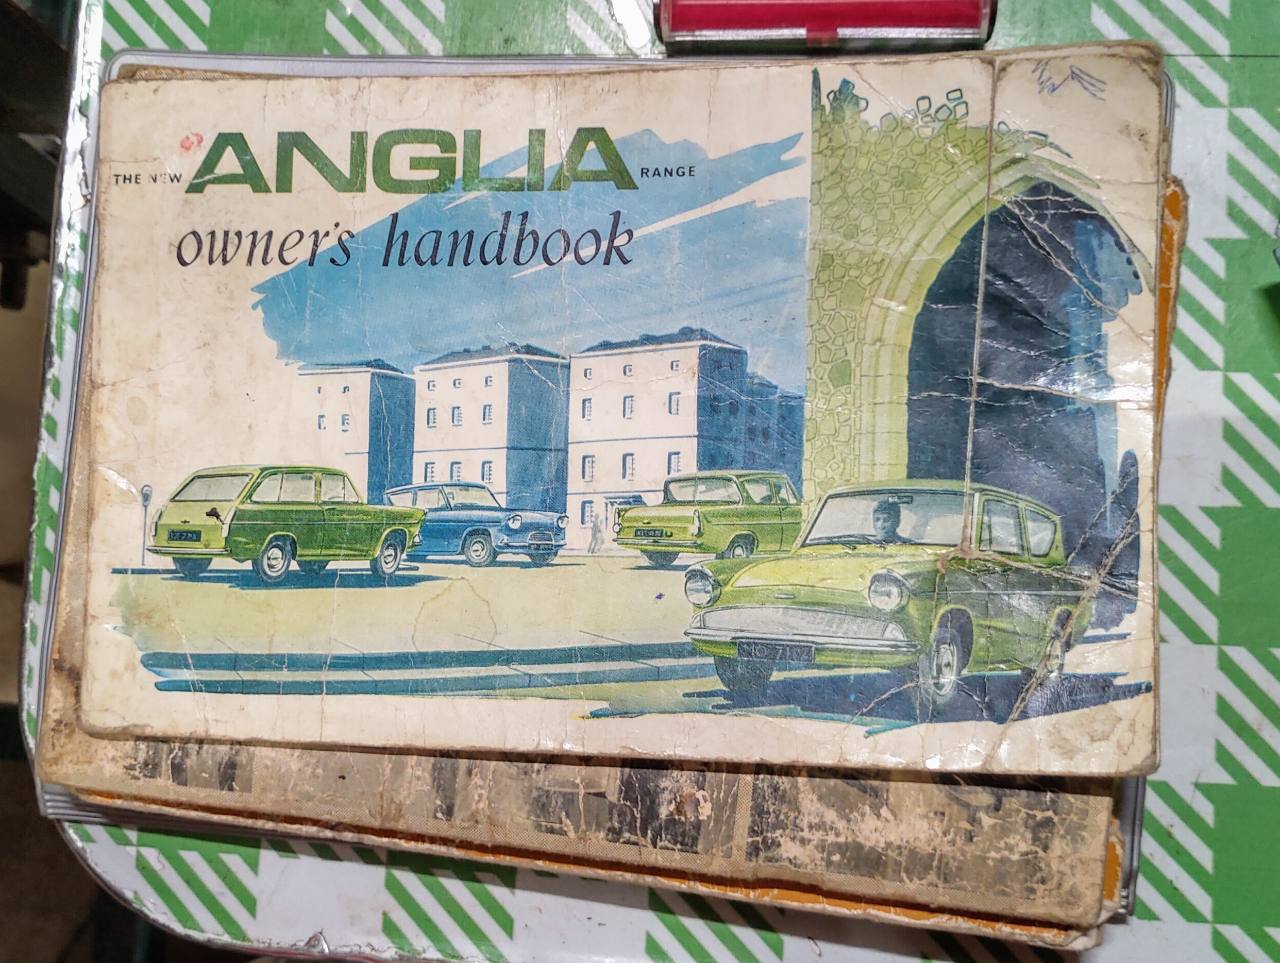 THE NEW ANGLIA RANGE
owner's handbook